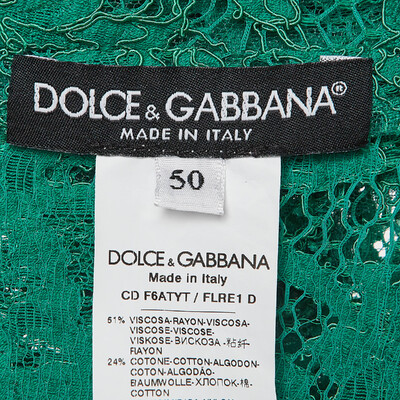 DOLCE & GABBANA®
MADE IN ITALY
50
DOLCE & GABBANA
Made in Italy
CD F6ATYT / FLRE1 D
51% VISCOSA-RAYON-VISCOSA-
VISCOSE-VISCOSE-
VISKOSE-ВИСКОЗА-粘纤-
RAYON
24% COTONE-COTTON-ALGODON-
COTON-ALGODÃO-
BAUMWOLLE-ХЛОПОК-棉-
COTTON